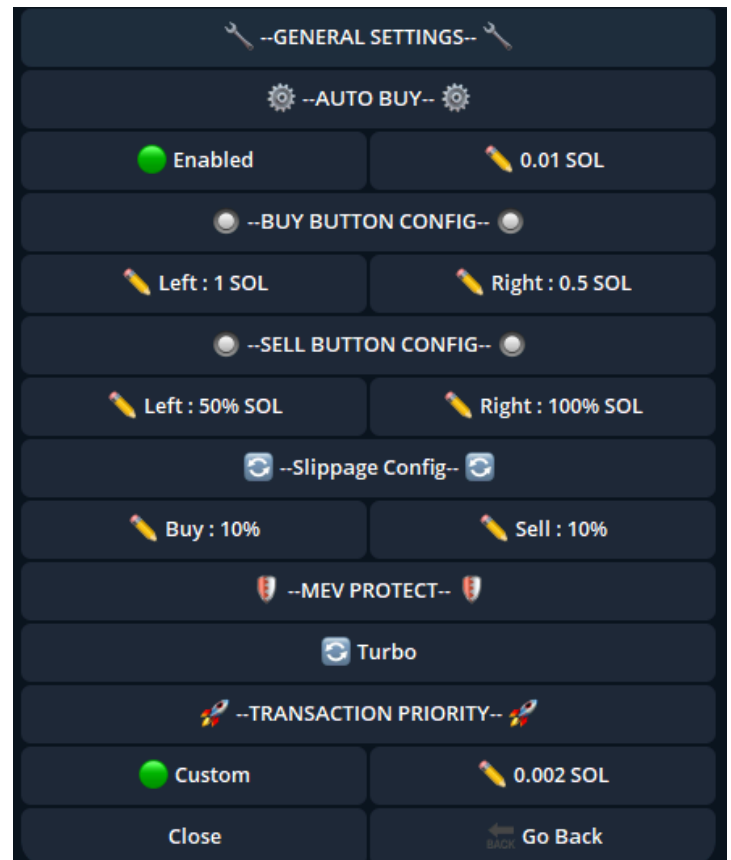 --GENERAL SETTINGS--
--AUTO BUY--
Enabled
0.01 SOL
--BUY BUTTON CONFIG--
Left : 1 SOL
Right : 0.5 SOL
--SELL BUTTON CONFIG--
Left : 50% SOL
Right : 100% SOL
--Slippage Config--
Buy : 10%
Sell : 10%
--MEV PROTECT--
Turbo
--TRANSACTION PRIORITY--
Custom
0.002 SOL
Close
BACK Go Back